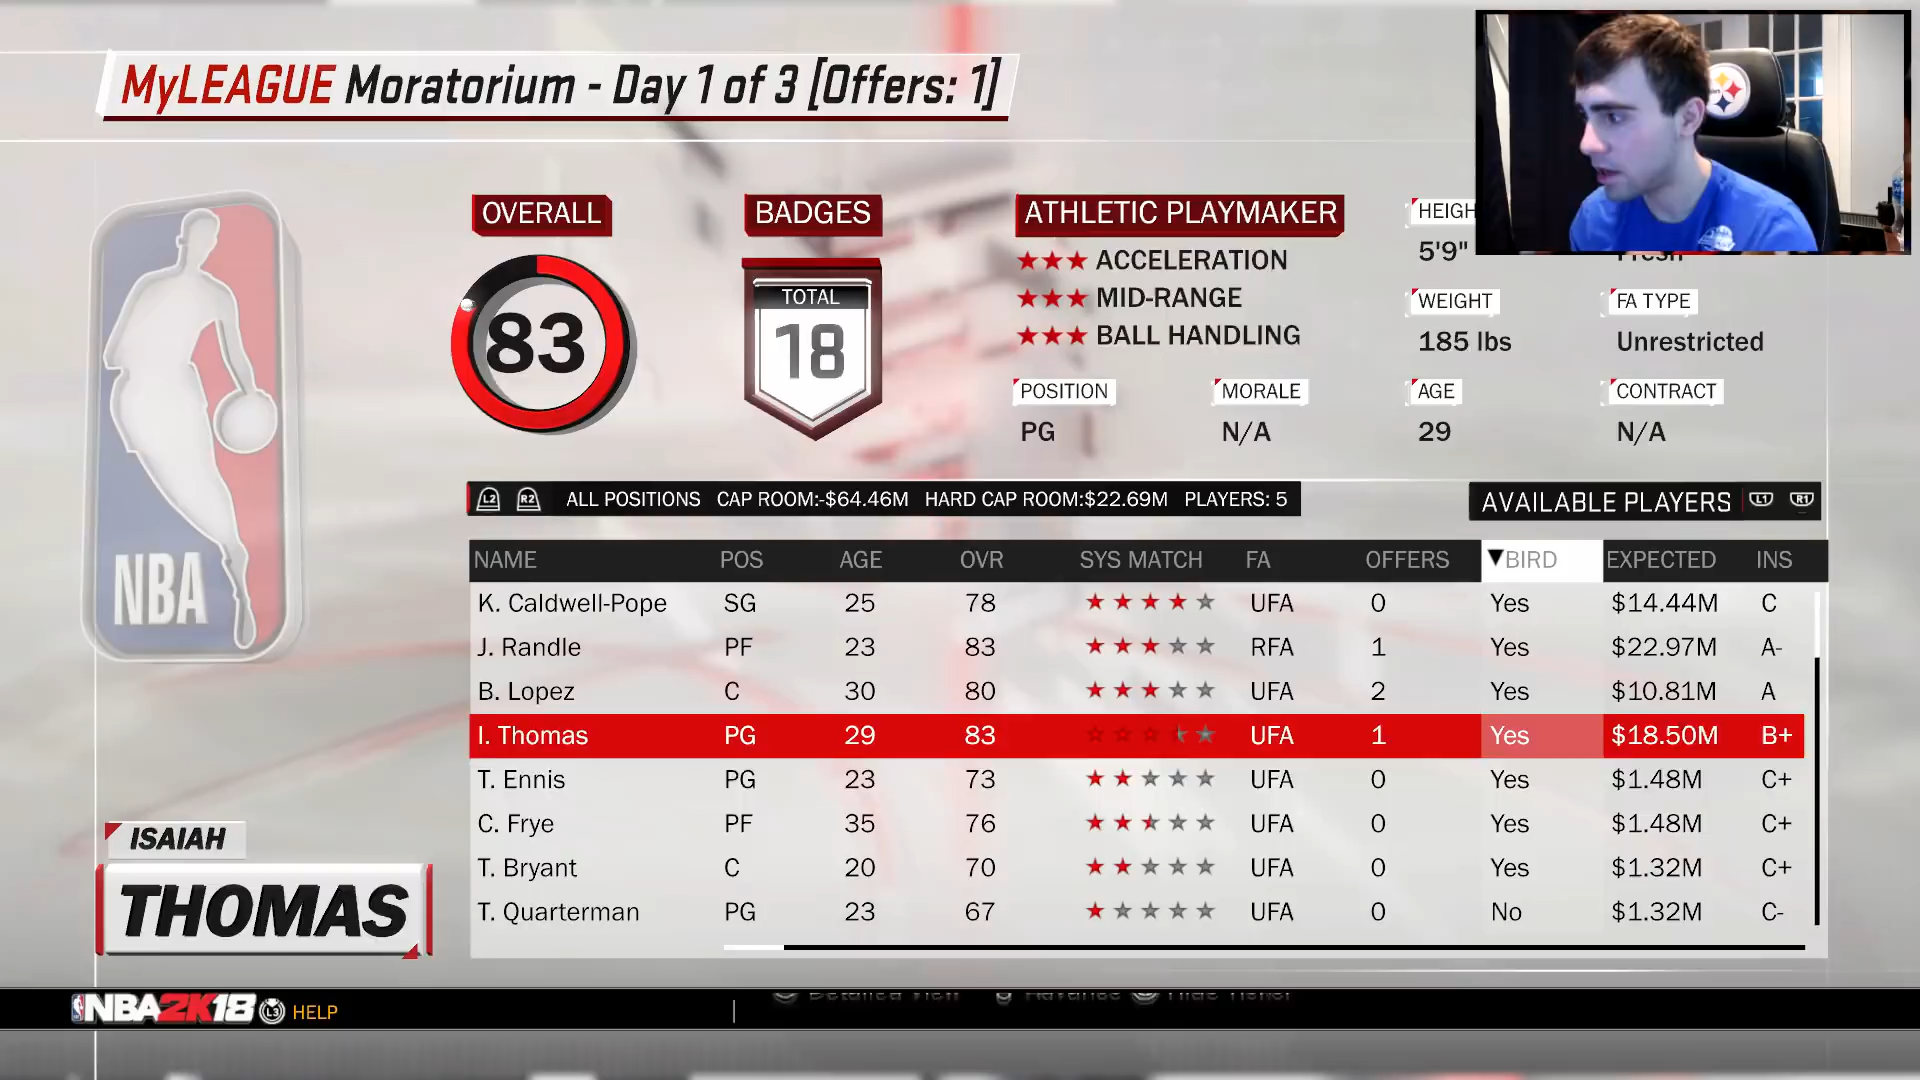 MyLEAGUE Moratorium - Day 1 of 3 [Offers: 1]
OVERALL
83
BADGES
TOTAL
18
ATHLETIC PLAYMAKER
★★★ ACCELERATION
★★★ MID-RANGE
★★★ BALL HANDLING
POSITION
PG
MORALE
N/A
HEIGH
5'9"
WEIGHT
185 lbs
FA TYPE
Unrestricted
AGE
29
CONTRACT
N/A
NBA
L2 R2 ALL POSITIONS CAP ROOM:-$64.46M HARD CAP ROOM:$22.69M PLAYERS: 5
AVAILABLE PLAYERS L1 R1
NAME POS AGE OVR SYS MATCH FA OFFERS ▼BIRD EXPECTED INS
K. Caldwell-Pope SG 25 78 UFA 0 Yes $14.44M C
J. Randle PF 23 83 RFA 1 Yes $22.97M A-
B. Lopez C 30 80 UFA 2 Yes $10.81M A
I. Thomas PG 29 83 UFA 1 Yes $18.50M B+
T. Ennis PG 23 73 UFA 0 Yes $1.48M C+
C. Frye PF 35 76 UFA 0 Yes $1.48M C+
T. Bryant C 20 70 UFA 0 Yes $1.32M C+
T. Quarterman PG 23 67 UFA 0 No $1.32M C-
ISAIAH
THOMAS
NBA2K18 L3 HELP